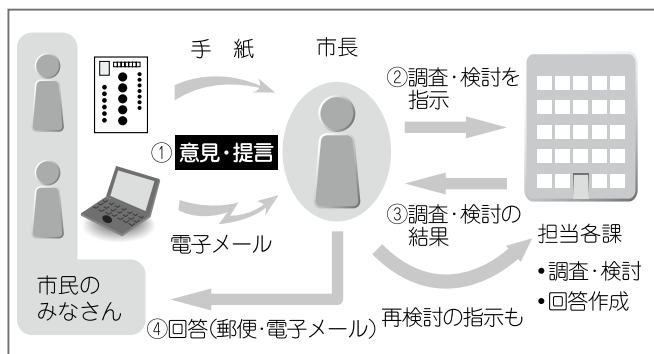 手 紙
市長
②調査・検討を
指示
①意見・提言
③調査・検討の
結果
電子メール
担当各課
・調査・検討
・回答作成
市民の
みなさん
④回答(郵便・電子メール)
再検討の指示も